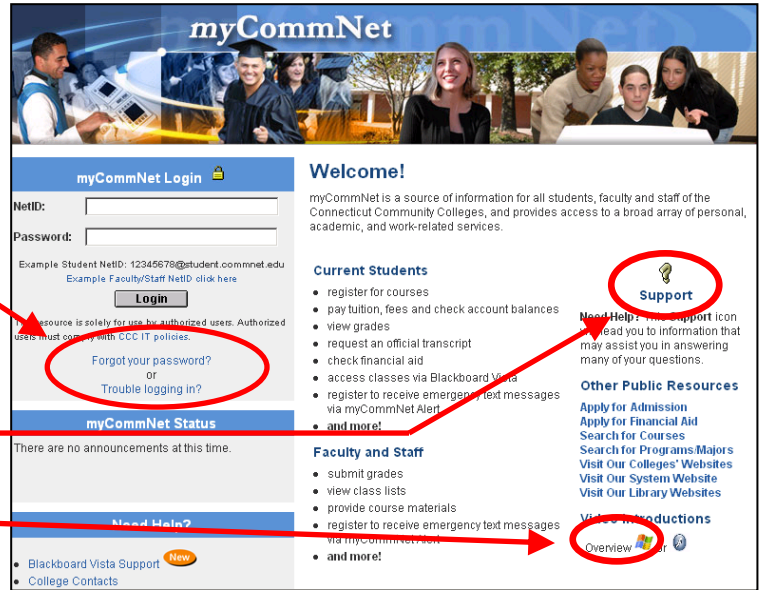 myCommNet
myCommNet Login
NetID:
Password:
Example Student NetID: 12345678@student.commnet.edu
Example Faculty/Staff NetID click here
Login
resource is solely for use by authorized users. Authorized
users must comply with CCC IT policies.
Forgot your password?
or
Trouble logging in?
myCommNet Status
There are no announcements at this time.
Need Help?
Blackboard Vista Support New
College Contacts
Welcome!
myCommNet is a source of information for all students, faculty and staff of the
Connecticut Community Colleges, and provides access to a broad array of personal,
academic, and work-related services.
Current Students
register for courses
pay tuition, fees and check account balances
view grades
request an official transcript
check financial aid
access classes via Blackboard Vista
register to receive emergency text messages
via myCommNet Alert
and more!
Faculty and Staff
submit grades
view class lists
provide course materials
register to receive emergency text messages
via myCommNet Alert
and more!
Support
Need Help? This Support icon
lead you to information that
may assist you in answering
many of your questions.
Other Public Resources
Apply for Admission
Apply for Financial Aid
Search for Courses
Search for Programs/Majors
Visit Our Colleges' Websites
Visit Our System Website
Visit Our Library Websites
Video Introductions
Overview or